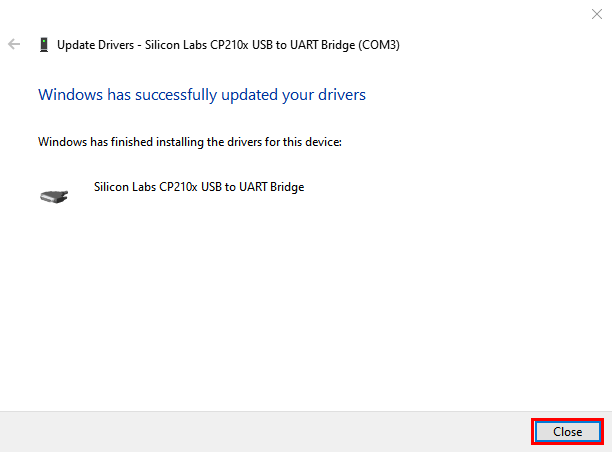 Update Drivers - Silicon Labs CP210x USB to UART Bridge (COM3)
Windows has successfully updated your drivers
Windows has finished installing the drivers for this device:
Silicon Labs CP210x USB to UART Bridge
Close